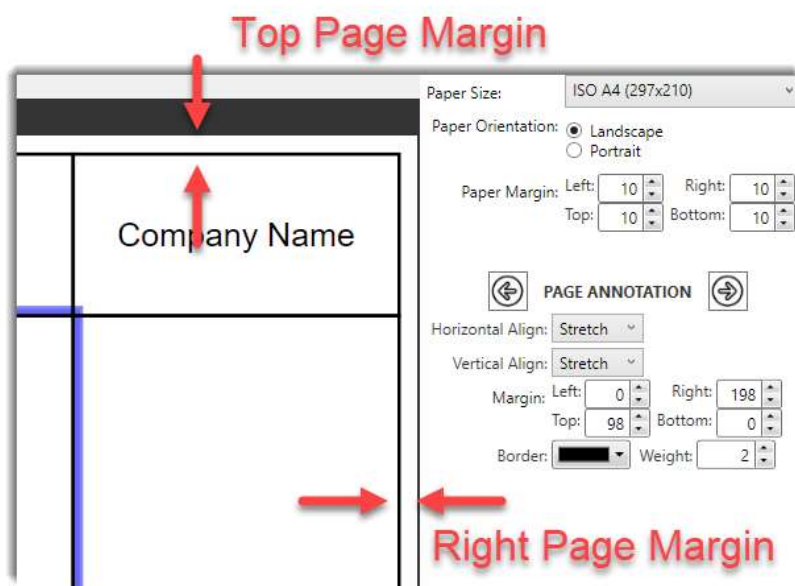 Top Page Margin
Paper Size: ISO A4 (297x210)
Paper Orientation: Landscape
Portrait
Paper Margin: Left: 10 Right: 10
Top: 10 Bottom: 10
Company Name
PAGE ANNOTATION
Horizontal Align: Stretch
Vertical Align: Stretch
Margin: Left: 0 Right: 198
Top: 98 Bottom: 0
Border: Weight: 2
Right Page Margin